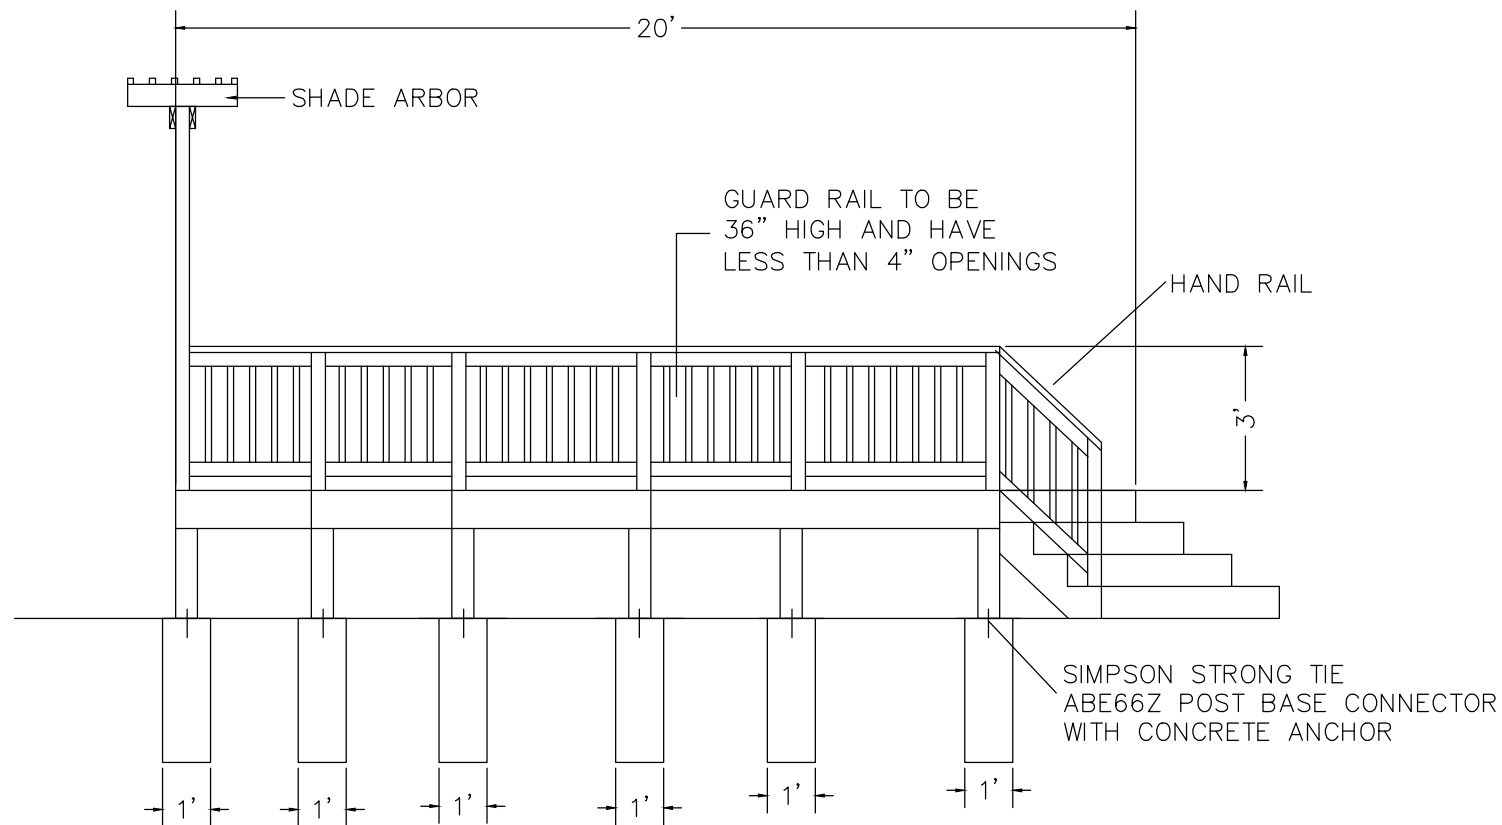 20'
SHADE ARBOR
GUARD RAIL TO BE
36" HIGH AND HAVE
LESS THAN 4" OPENINGS
HAND RAIL
3'
SIMPSON STRONG TIE
ABE66Z POST BASE CONNECTOR
WITH CONCRETE ANCHOR
1'
1'
1'
1'
1'
1'